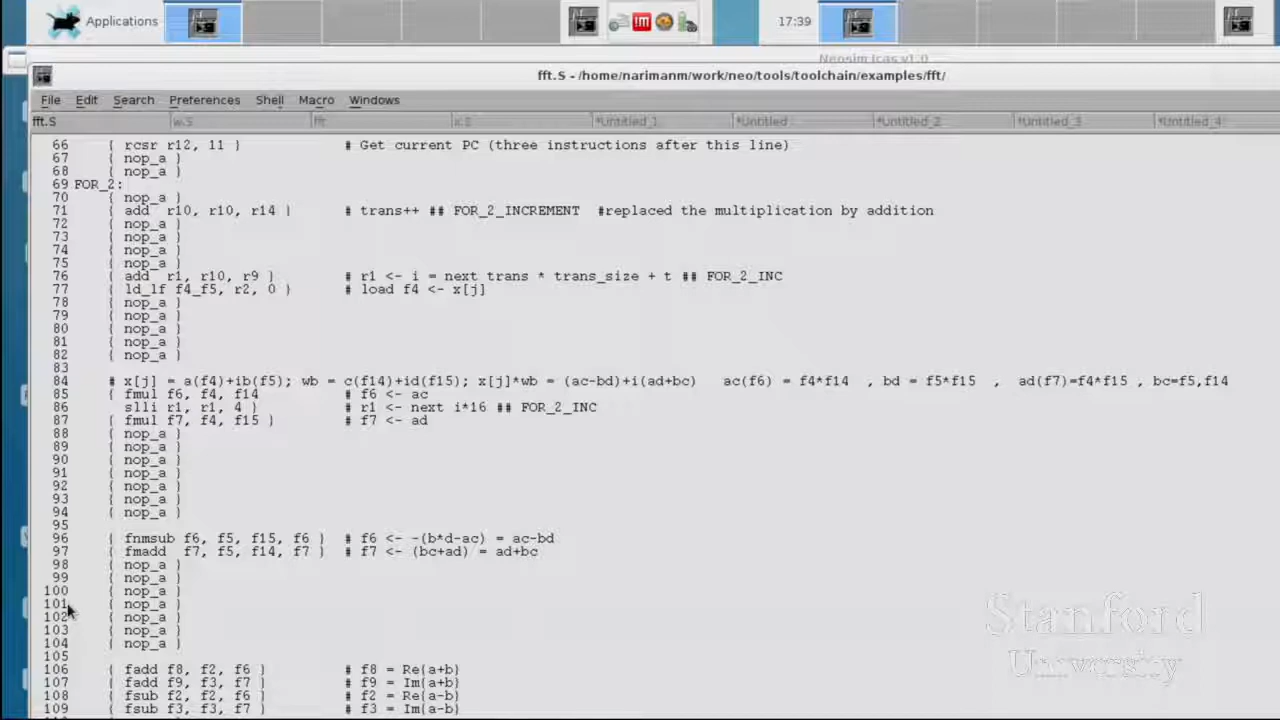 Applications
17:39
Neosim Icas v1.0
fft.S - /home/narimanm/work/neo/tools/toolchain/examples/fft/
File Edit Search Preferences Shell Macro Windows
fft.S w.S fft x.S *Untitled_1 *Untitled *Untitled_2 *Untitled_3 *Untitled_4
66 { rcsr r12, 11 } # Get current PC (three instructions after this line)
67 { nop_a }
68 { nop_a }
69 FOR_2:
70 { nop_a }
71 { add r10, r10, r14 } # trans++ ## FOR_2_INCREMENT #replaced the multiplication by addition
72 { nop_a }
73 { nop_a }
74 { nop_a }
75 { nop_a }
76 { add r1, r10, r9 } # r1 <- i = next trans * trans_size + t ## FOR_2_INC
77 { ld_lf f4_f5, r2, 0 } # load f4 <- x[j]
78 { nop_a }
79 { nop_a }
80 { nop_a }
81 { nop_a }
82 { nop_a }
83
84 # x[j] = a(f4)+ib(f5); wb = c(f14)+id(f15); x[j]*wb = (ac-bd)+i(ad+bc) ac(f6) = f4*f14 , bd = f5*f15 , ad(f7)=f4*f15 , bc=f5,f14
85 { fmul f6, f4, f14 # f6 <- ac
86 slli r1, r1, 4 } # r1 <- next i*16 ## FOR_2_INC
87 { fmul f7, f4, f15 } # f7 <- ad
88 { nop_a }
89 { nop_a }
90 { nop_a }
91 { nop_a }
92 { nop_a }
93 { nop_a }
94 { nop_a }
95
96 { fnmsub f6, f5, f15, f6 } # f6 <- -(b*d-ac) = ac-bd
97 { fmadd f7, f5, f14, f7 } # f7 <- (bc+ad) = ad+bc
98 { nop_a }
99 { nop_a }
100 { nop_a }
101 { nop_a }
102 { nop_a }
103 { nop_a }
104 { nop_a }
105
106 { fadd f8, f2, f6 } # f8 = Re{a+b}
107 { fadd f9, f3, f7 } # f9 = Im{a+b}
108 { fsub f2, f2, f6 } # f2 = Re{a-b}
109 { fsub f3, f3, f7 } # f3 = Im{a-b}
Stanford
University